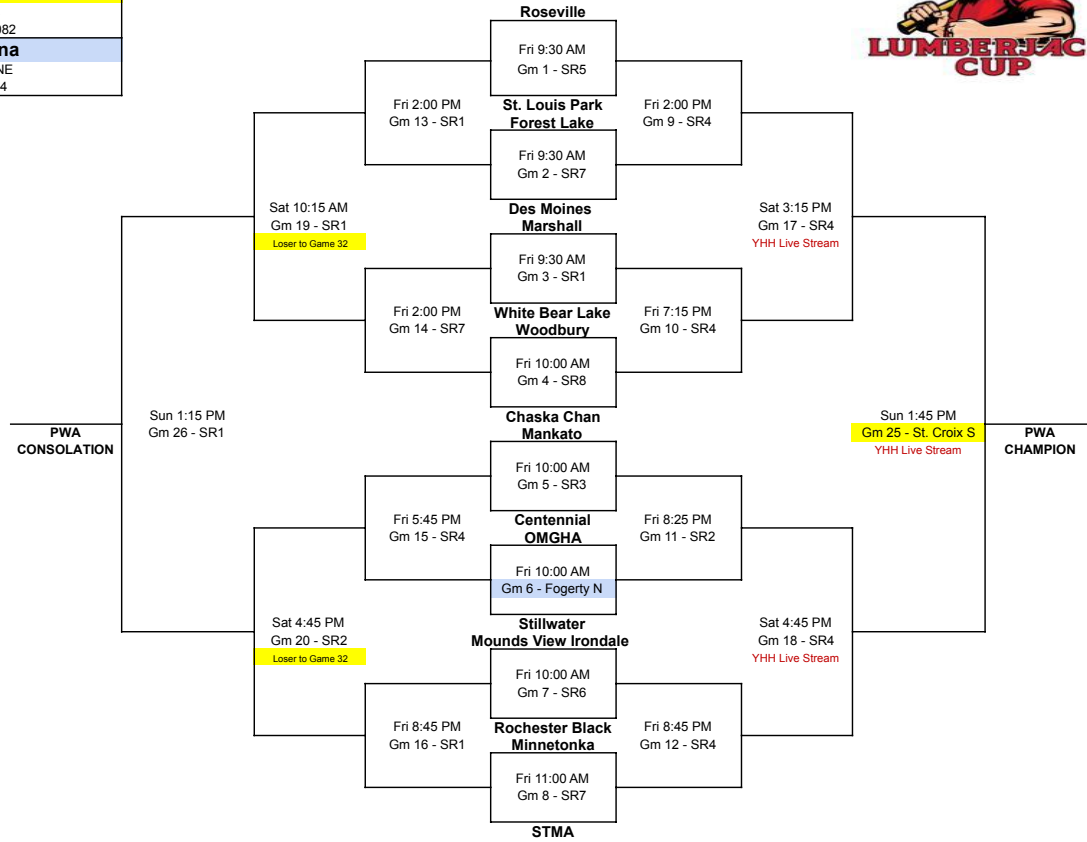 082
na
NE
4
LUMBERJAC
CUP
Roseville
Fri 9:30 AM
Gm 1 - SR5
St. Louis Park
Forest Lake
Fri 9:30 AM
Gm 2 - SR7
Des Moines
Marshall
Fri 9:30 AM
Gm 3 - SR1
White Bear Lake
Woodbury
Fri 10:00 AM
Gm 4 - SR8
Chaska Chan
Mankato
Fri 10:00 AM
Gm 5 - SR3
Centennial
OMGHA
Fri 10:00 AM
Gm 6 - Fogerty N
Stillwater
Mounds View Irondale
Fri 10:00 AM
Gm 7 - SR6
Rochester Black
Minnetonka
Fri 11:00 AM
Gm 8 - SR7
STMA
Fri 2:00 PM
Gm 13 - SR1
Fri 2:00 PM
Gm 14 - SR7
Fri 5:45 PM
Gm 15 - SR4
Fri 8:45 PM
Gm 16 - SR1
Sat 10:15 AM
Gm 19 - SR1
Loser to Game 32
Sat 4:45 PM
Gm 20 - SR2
Loser to Game 32
Sun 1:15 PM
Gm 26 - SR1
PWA
CONSOLATION
Fri 2:00 PM
Gm 9 - SR4
Fri 7:15 PM
Gm 10 - SR4
Fri 8:25 PM
Gm 11 - SR2
Fri 8:45 PM
Gm 12 - SR4
Sat 3:15 PM
Gm 17 - SR4
YHH Live Stream
Sat 4:45 PM
Gm 18 - SR4
YHH Live Stream
Sun 1:45 PM
Gm 25 - St. Croix S
YHH Live Stream
PWA
CHAMPION